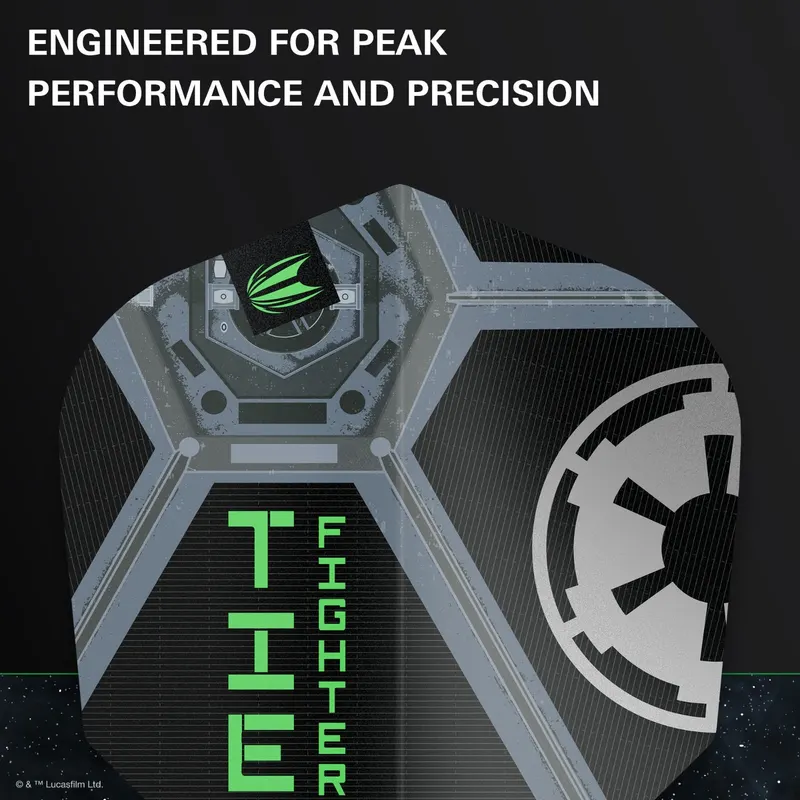 ENGINEERED FOR PEAK
PERFORMANCE AND PRECISION
TIE
FIGHTER
© & ™ Lucasfilm Ltd.